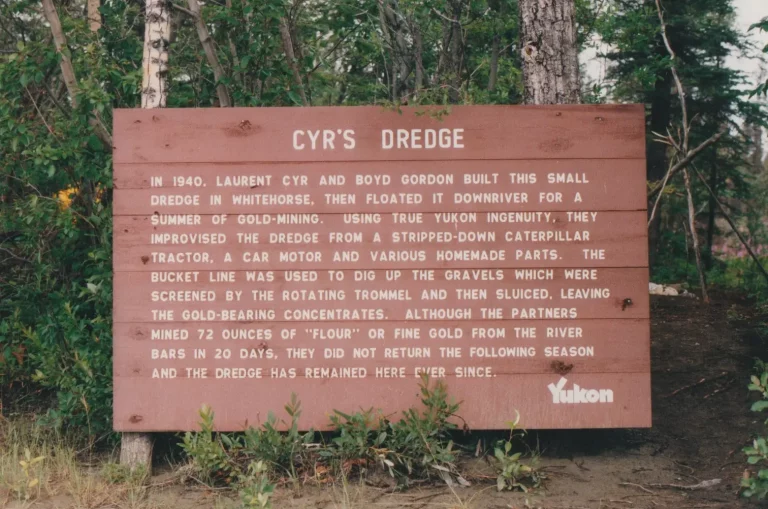 CYR'S DREDGE
IN 1940, LAURENT CYR AND BOYD GORDON BUILT THIS SMALL
DREDGE IN WHITEHORSE, THEN FLOATED IT DOWNRIVER FOR A
SUMMER OF GOLD-MINING. USING TRUE YUKON INGENUITY, THEY
IMPROVISED THE DREDGE FROM A STRIPPED-DOWN CATERPILLAR
TRACTOR, A CAR MOTOR AND VARIOUS HOMEMADE PARTS. THE
BUCKET LINE WAS USED TO DIG UP THE GRAVELS WHICH WERE
SCREENED BY THE ROTATING TROMMEL AND THEN SLUICED, LEAVING
THE GOLD-BEARING CONCENTRATES. ALTHOUGH THE PARTNERS
MINED 72 OUNCES OF "FLOUR" OR FINE GOLD FROM THE RIVER
BARS IN 20 DAYS, THEY DID NOT RETURN THE FOLLOWING SEASON
AND THE DREDGE HAS REMAINED HERE EVER SINCE.
Yukon